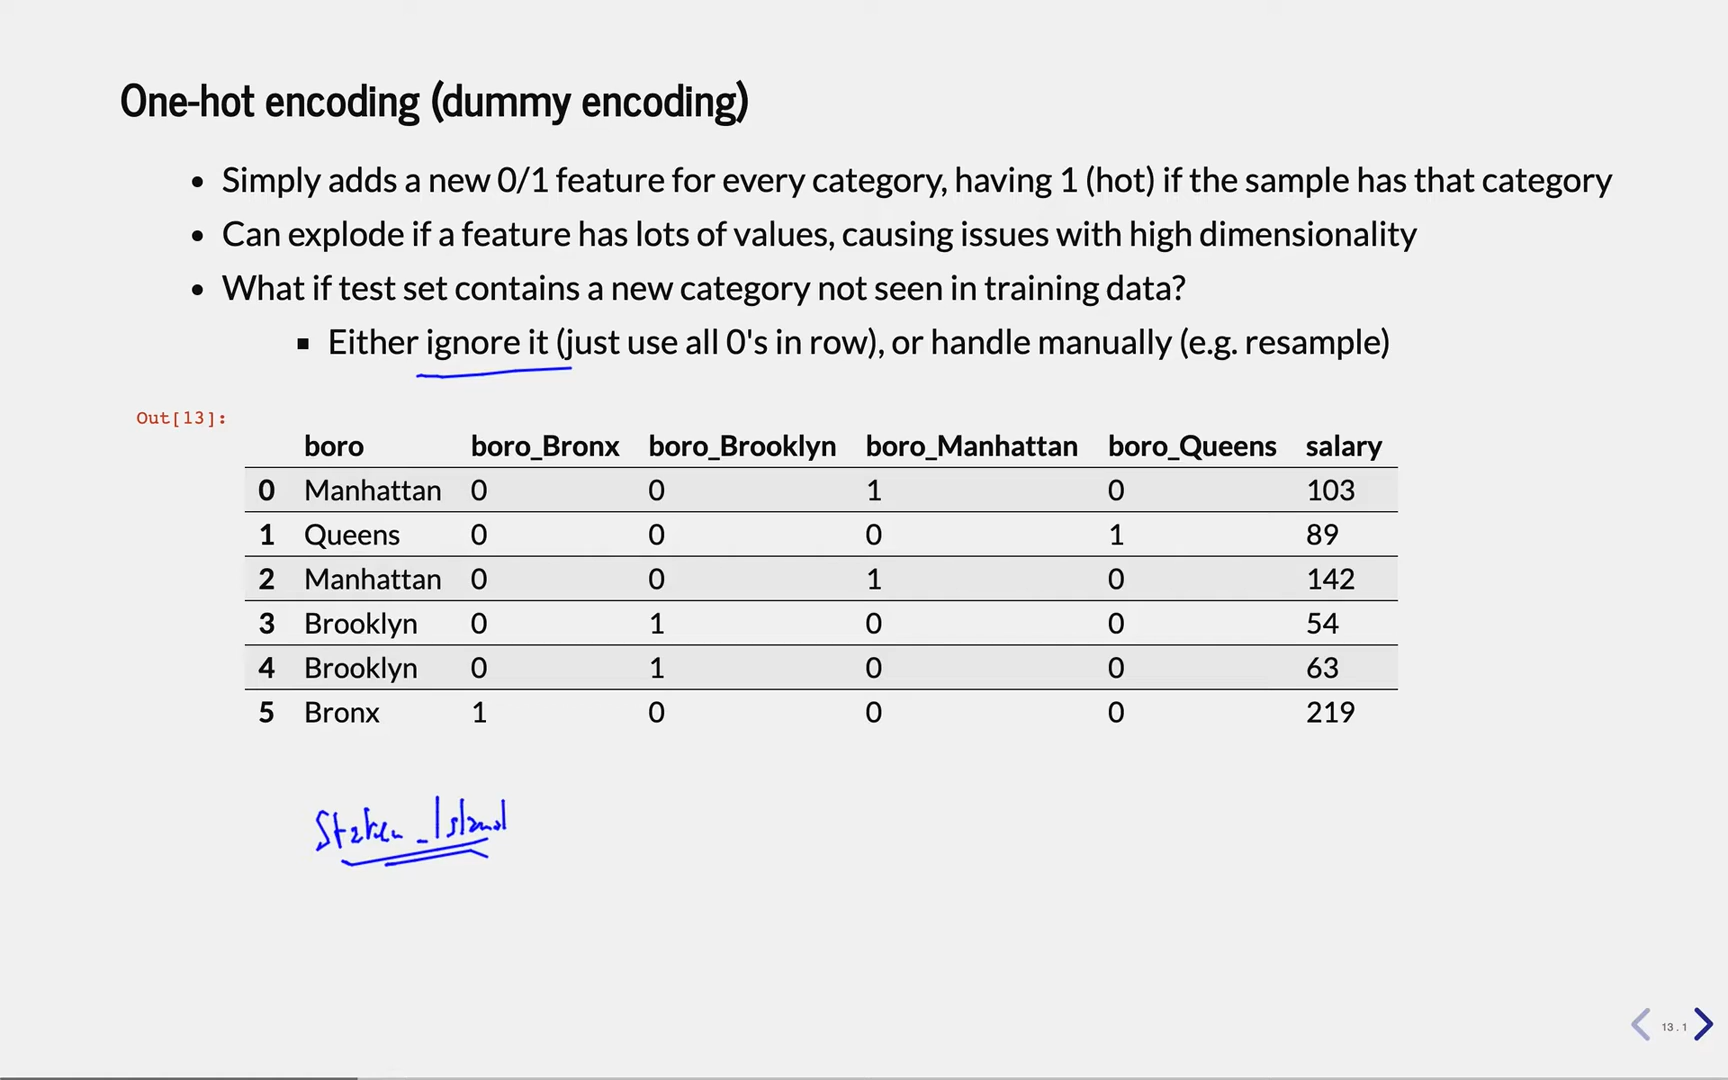 One-hot encoding (dummy encoding)
• Simply adds a new 0/1 feature for every category, having 1 (hot) if the sample has that category
• Can explode if a feature has lots of values, causing issues with high dimensionality
• What if test set contains a new category not seen in training data?
▪ Either ignore it (just use all 0's in row), or handle manually (e.g. resample)
Out[13]:
boro boro_Bronx boro_Brooklyn boro_Manhattan boro_Queens salary
0 Manhattan 0 0 1 0 103
1 Queens 0 0 0 1 89
2 Manhattan 0 0 1 0 142
3 Brooklyn 0 1 0 0 54
4 Brooklyn 0 1 0 0 63
5 Bronx 1 0 0 0 219
Staten_Island
13.1